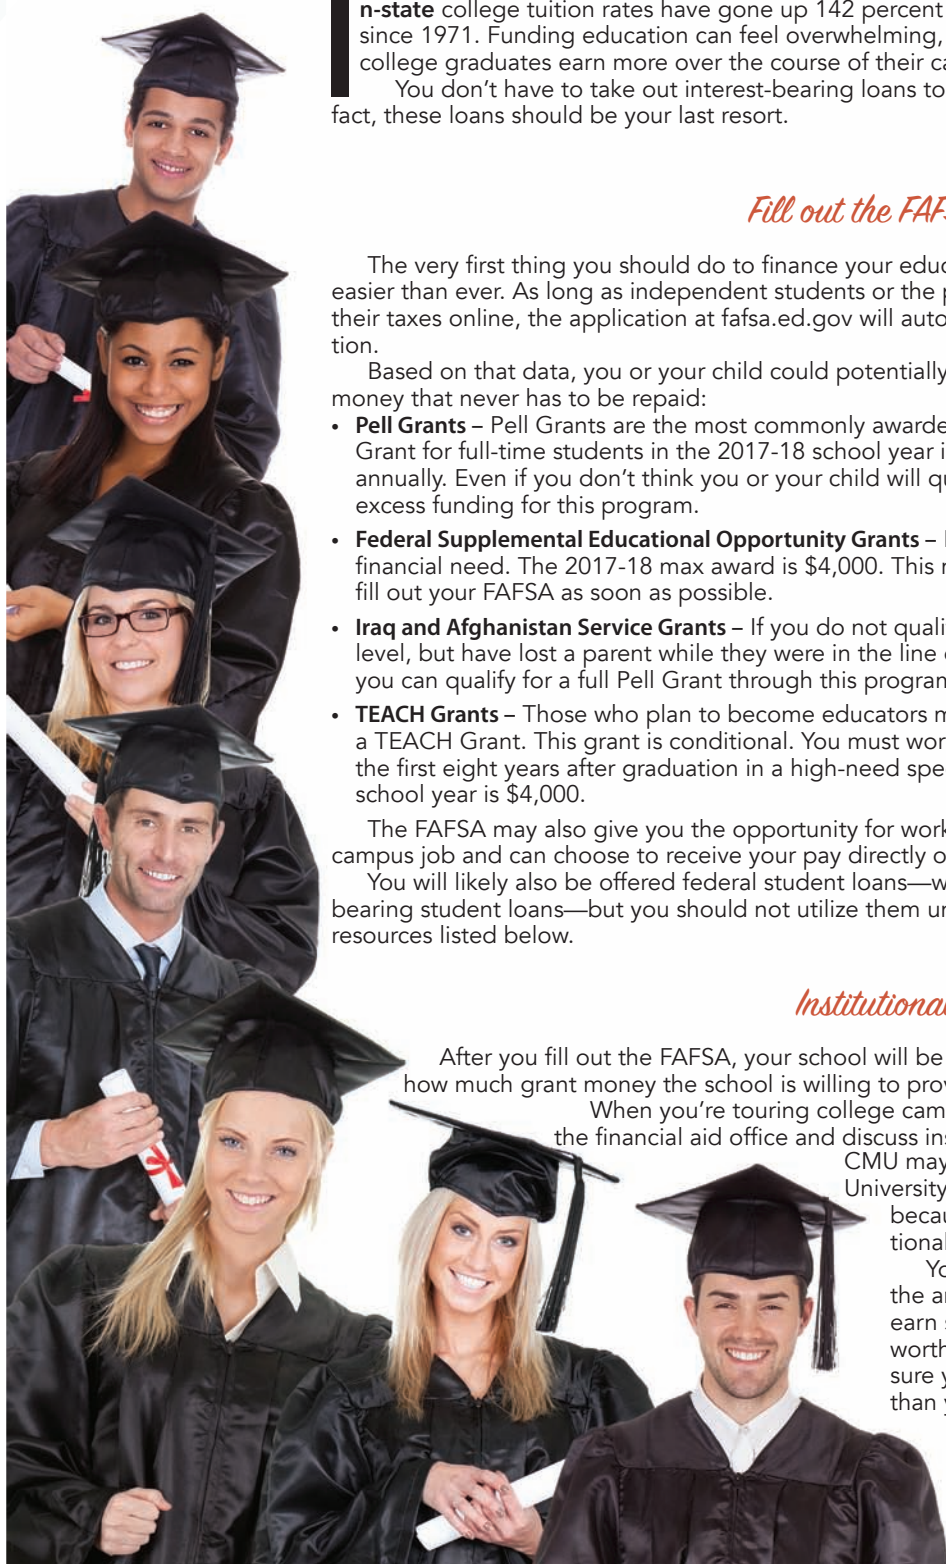 In-state college tuition rates have gone up 142 percent
since 1971. Funding education can feel overwhelming,
college graduates earn more over the course of their
You don't have to take out interest-bearing loans to
fact, these loans should be your last resort.
Fill out the
The very first thing you should do to finance your
easier than ever. As long as independent students or the
their taxes online, the application at fafsa.ed.gov will
tion.
Based on that data, you or your child could potentially
money that never has to be repaid:
• Pell Grants – Pell Grants are the most commonly
Grant for full-time students in the 2017-18 school year
annually. Even if you don't think you or your child will
excess funding for this program.
• Federal Supplemental Educational Opportunity Grants –
financial need. The 2017-18 max award is $4,000. This
fill out your FAFSA as soon as possible.
• Iraq and Afghanistan Service Grants – If you do not
level, but have lost a parent while they were in the line
you can qualify for a full Pell Grant through this program
• TEACH Grants – Those who plan to become educators
a TEACH Grant. This grant is conditional. You must
the first eight years after graduation in a high-need
school year is $4,000.
The FAFSA may also give you the opportunity for
campus job and can choose to receive your pay directly
You will likely also be offered federal student loans—
bearing student loans—but you should not utilize them
resources listed below.
Institutional
After you fill out the FAFSA, your school will be
how much grant money the school is willing to
When you're touring college
the financial aid office and discuss
CMU may
University
tional
the
earn
worth
sure
than